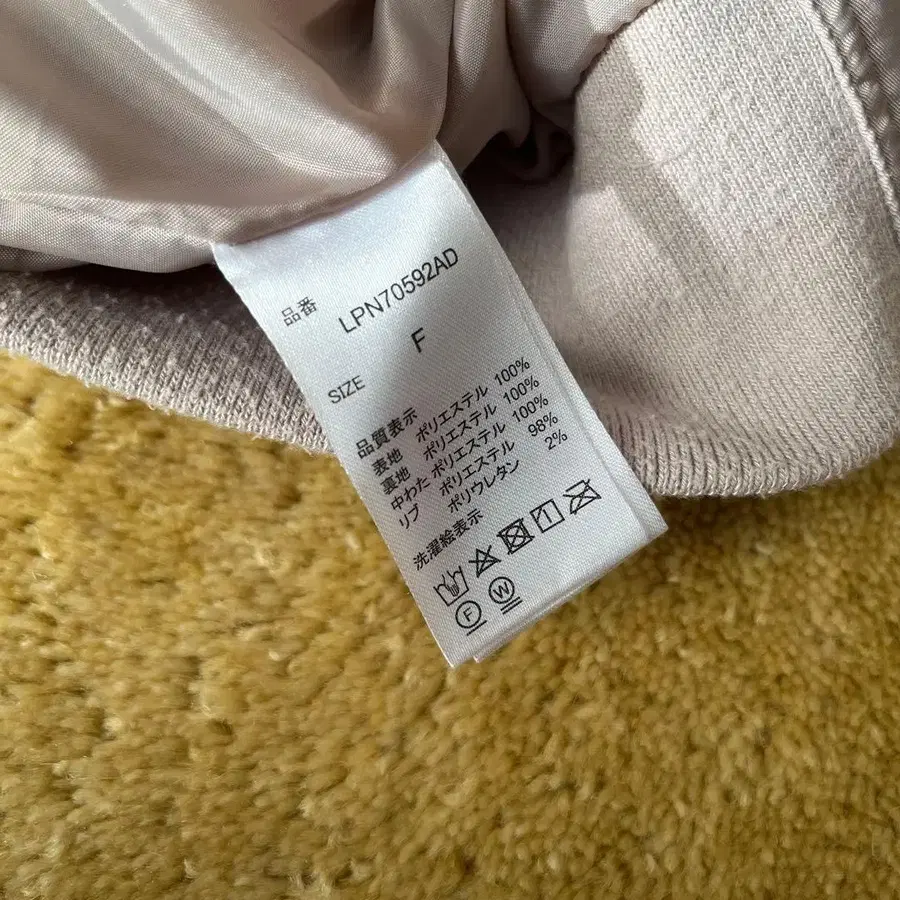 品番 LPN70592AD
SIZE F
品質表示
表地 ポリエステル 100%
裏地 ポリエステル 100%
中わた ポリエステル 100%
リブ ポリエステル 98%
ポリウレタン 2%
洗濯絵表示
F W